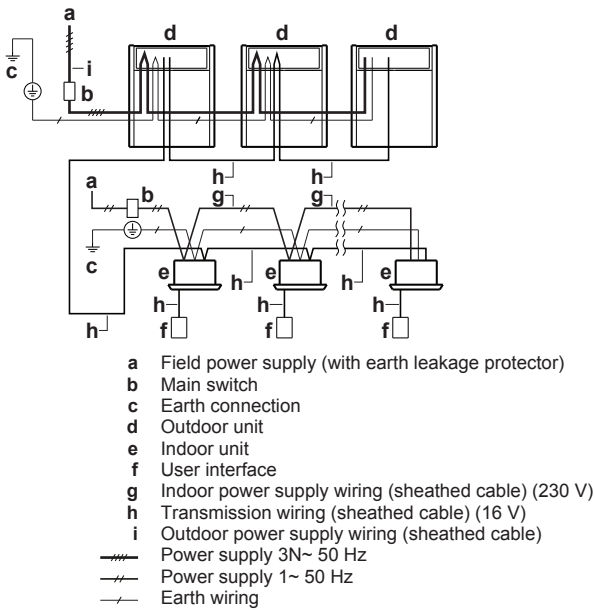 a
d
d
d
i
c
b
h
h
a
b
g
g
c
e
h
e
h
e
h
h
h
h
f
f
f
h
a Field power supply (with earth leakage protector)
b Main switch
c Earth connection
d Outdoor unit
e Indoor unit
f User interface
g Indoor power supply wiring (sheathed cable) (230 V)
h Transmission wiring (sheathed cable) (16 V)
i Outdoor power supply wiring (sheathed cable)
Power supply 3N~ 50 Hz
Power supply 1~ 50 Hz
Earth wiring